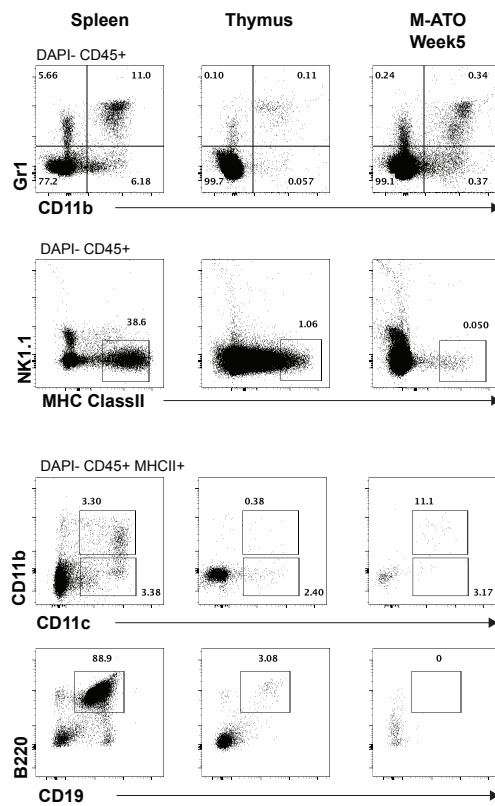 Spleen Thymus M-ATO
Week5
DAPI- CD45+
5.66 11.0 0.10 0.11 0.24 0.34
Gr1
77.2 6.18 99.7 0.057 99.1 0.37
CD11b
DAPI- CD45+
38.6 1.06 0.050
NK1.1
MHC ClassII
DAPI- CD45+ MHCII+
3.30 0.38 11.1
CD11b
3.38 2.40 3.17
CD11c
88.9 3.08 0
B220
CD19